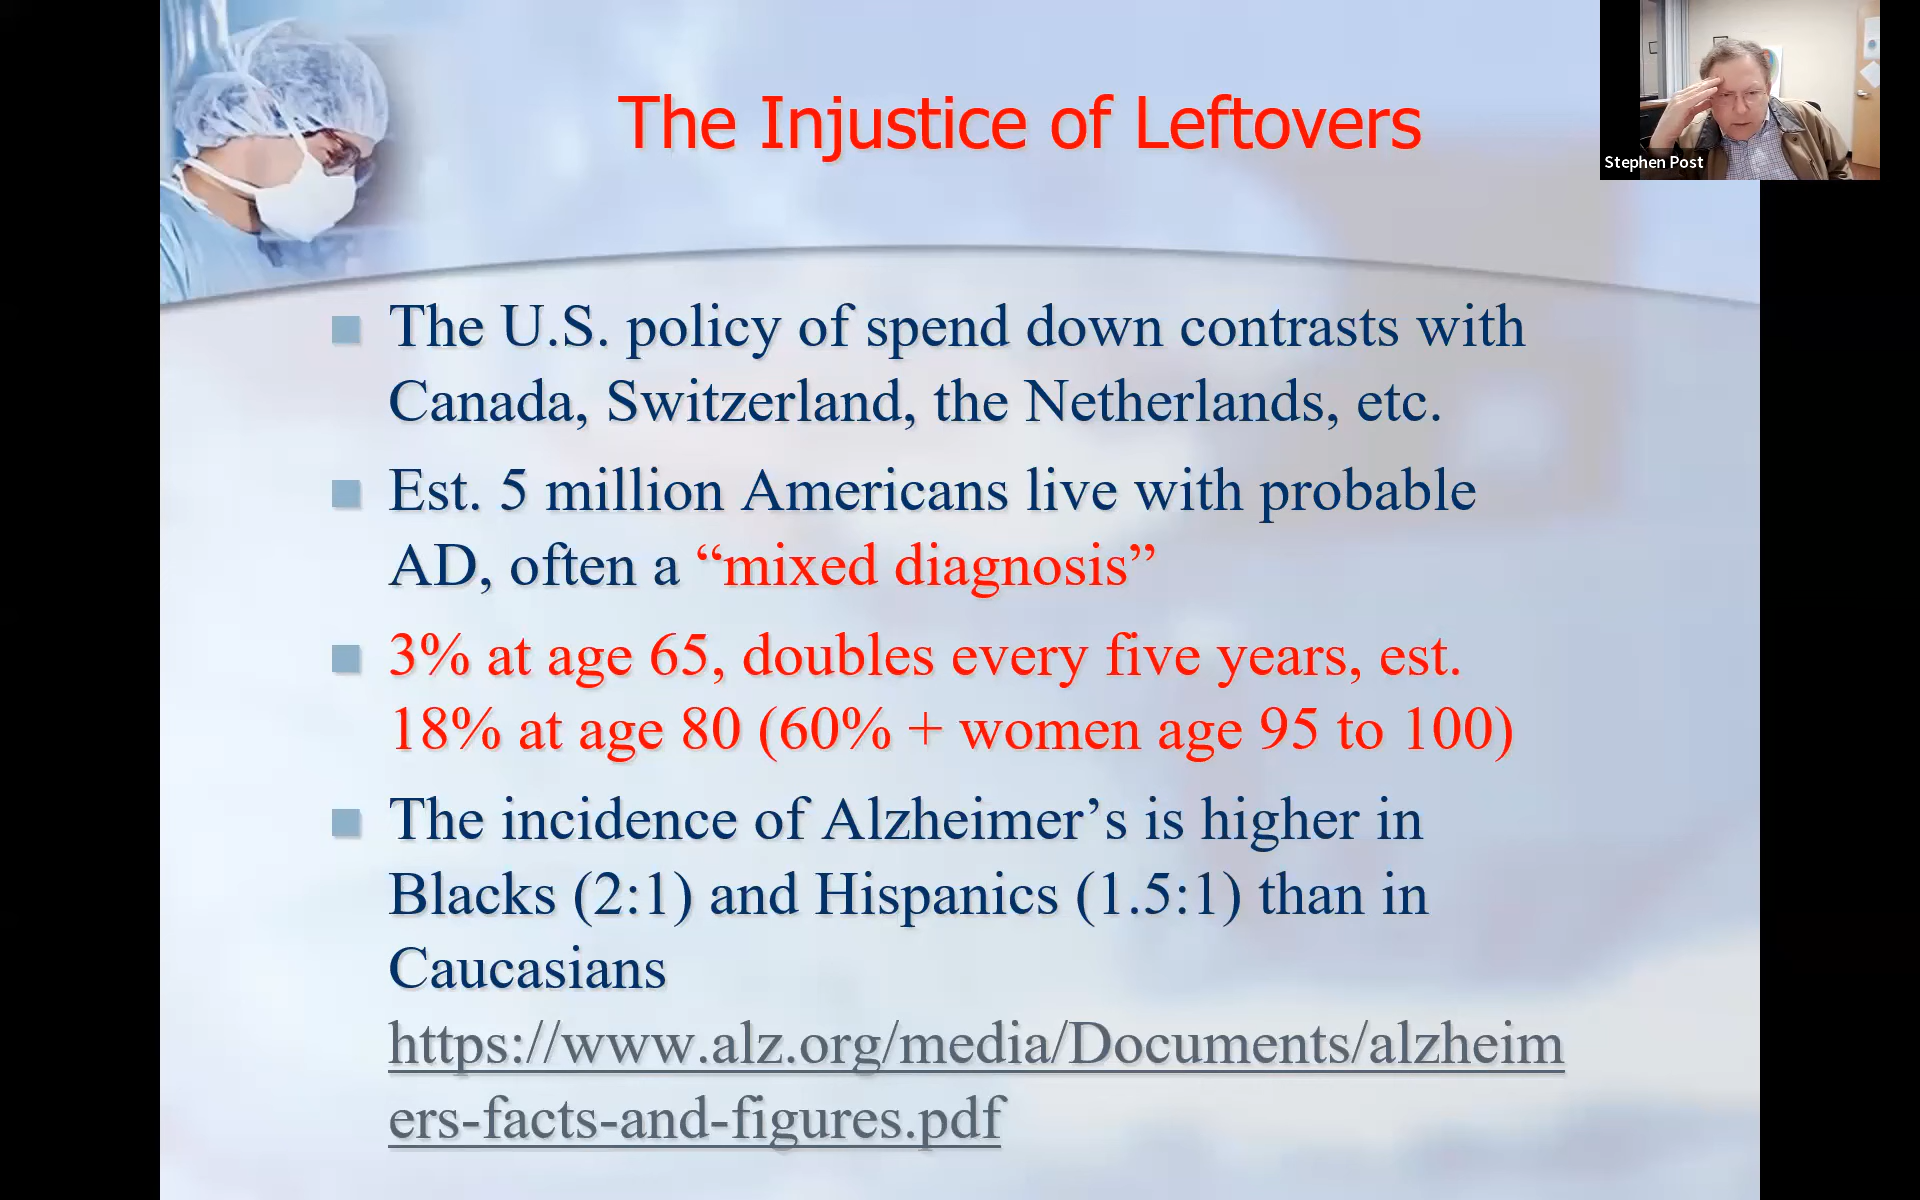 The Injustice of Leftovers
Stephen Post
The U.S. policy of spend down contrasts with
Canada, Switzerland, the Netherlands, etc.
Est. 5 million Americans live with probable
AD, often a “mixed diagnosis”
3% at age 65, doubles every five years, est.
18% at age 80 (60% + women age 95 to 100)
The incidence of Alzheimer’s is higher in
Blacks (2:1) and Hispanics (1.5:1) than in
Caucasians
https://www.alz.org/media/Documents/alzheim
ers-facts-and-figures.pdf